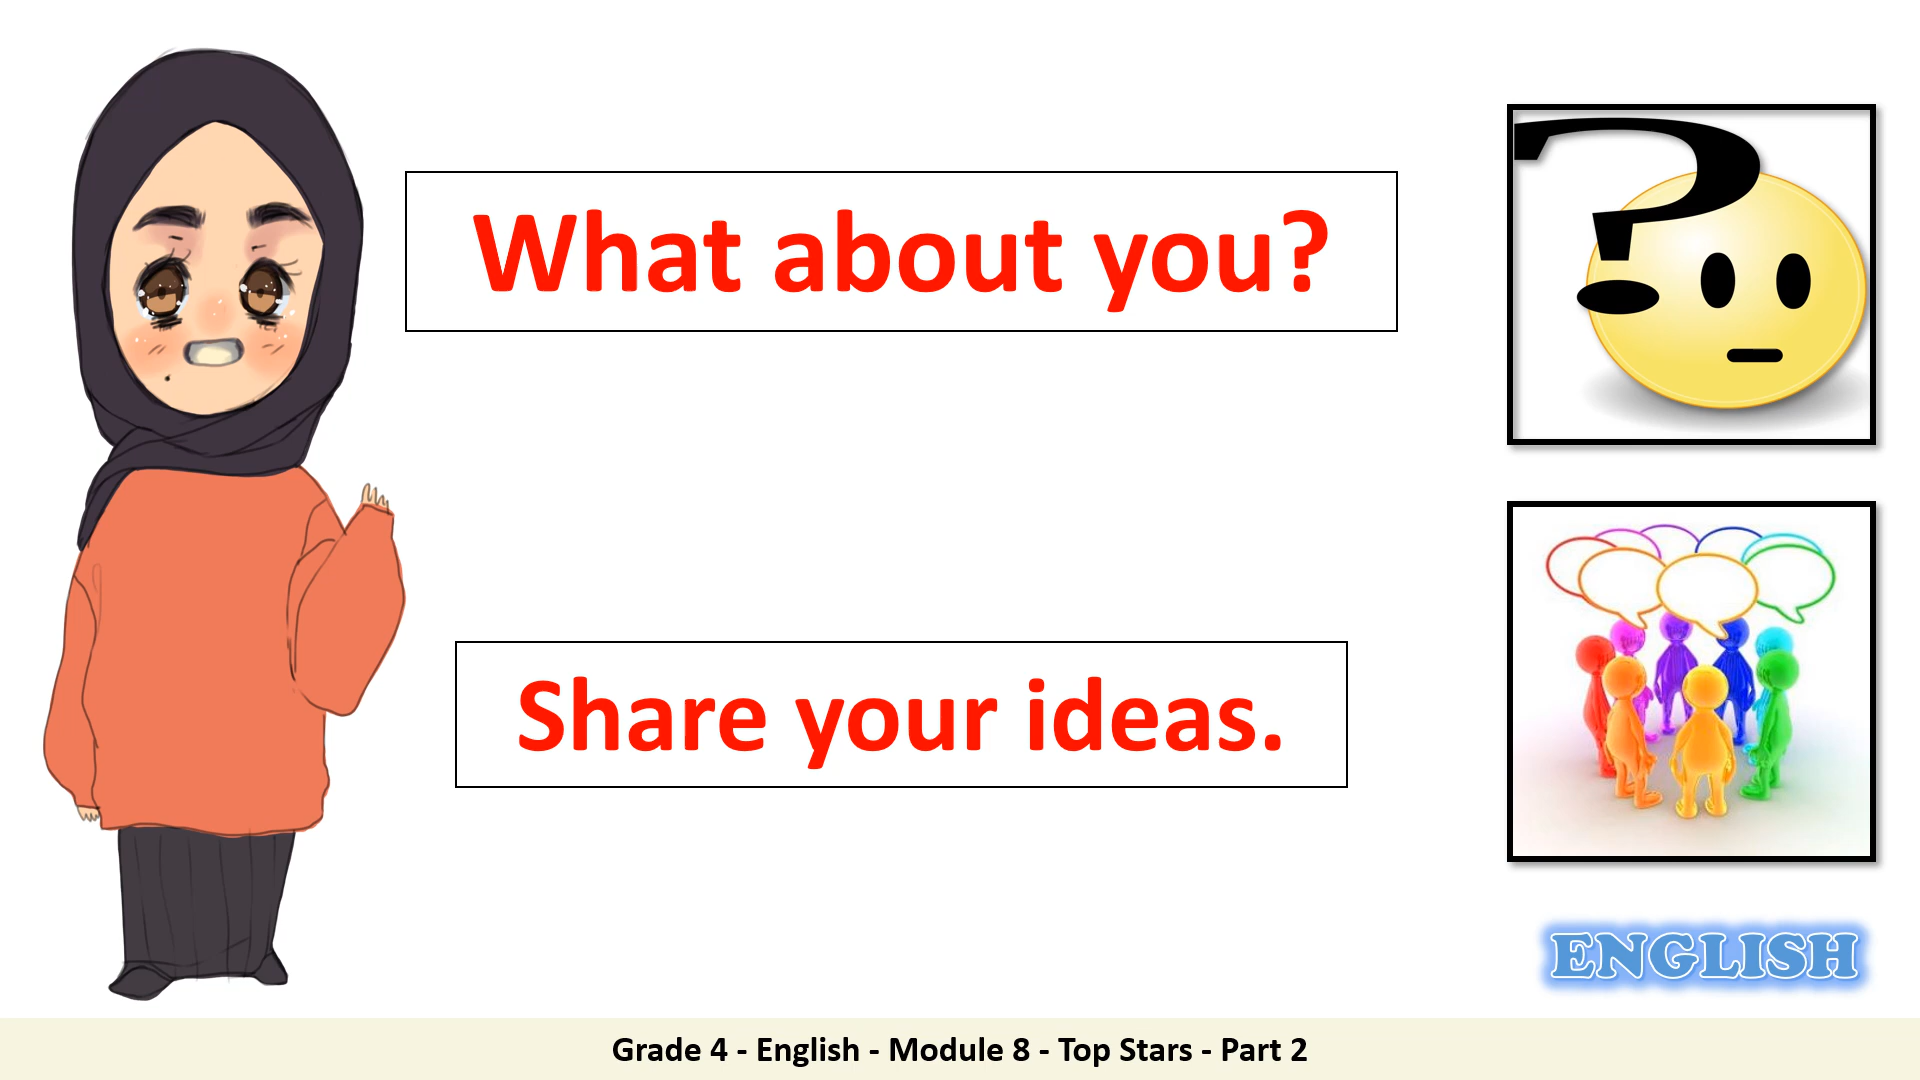 What about you?
Share your ideas.
ENGLISH
Grade 4 - English - Module 8 - Top Stars - Part 2